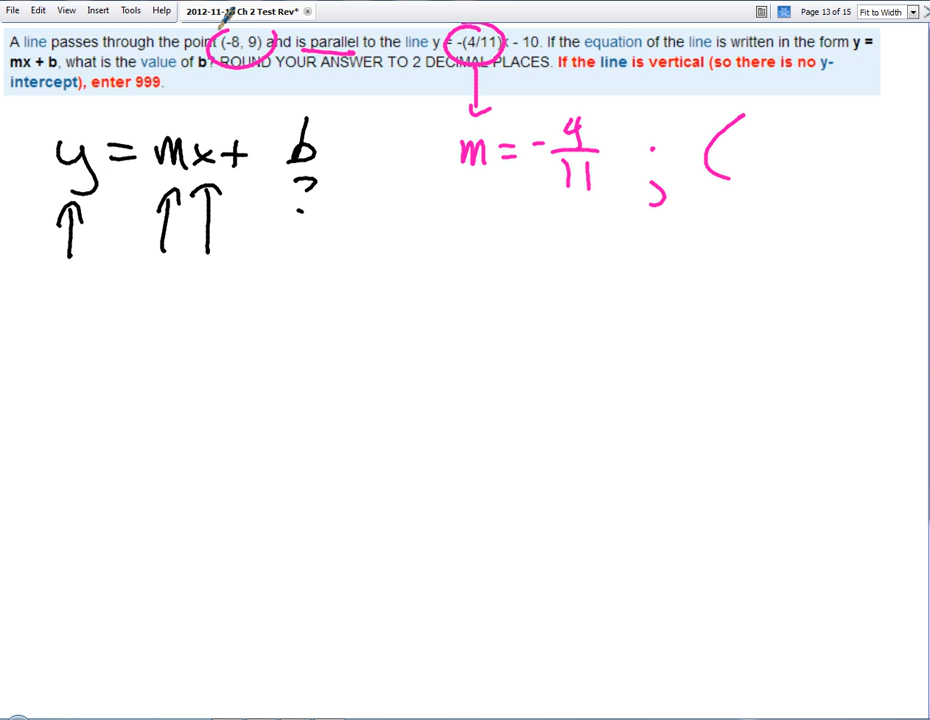 File Edit View Insert Tools Help 2012-11- Ch 2 Test Rev* Page 13 of 15 Fit to Width
A line passes through the point (-8, 9) and is parallel to the line y = -(4/11)x - 10. If the equation of the line is written in the form y =
mx + b, what is the value of b? ROUND YOUR ANSWER TO 2 DECIMAL PLACES. If the line is vertical (so there is no y-
intercept), enter 999.
y = mx + b m = - 4/11 ; (
?